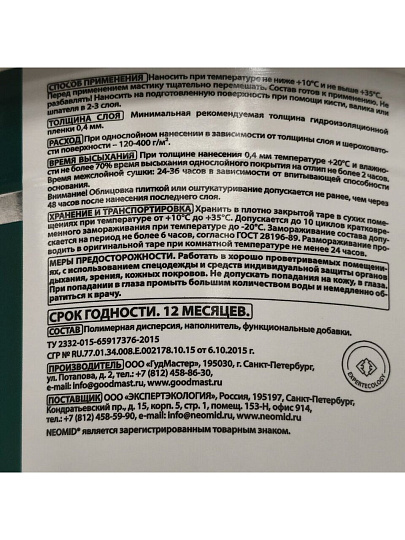 СПОСОБ ПРИМЕНЕНИЯ Наносить при температуре не ниже +10°С и не выше +35°С.
Перед применением мастику тщательно перемешать. Состав готов к применению. Не
разбавлять! Наносить на подготовленную поверхность при помощи кисти, валика или
шпателя в 2-3 слоя.
ТОЛЩИНА СЛОЯ Минимальная рекомендуемая толщина гидроизоляционной
пленки 0,4 мм.
РАСХОД При однослойном нанесении в зависимости от толщины слоя и шероховато-
сти поверхности – 120-400 г/м².
ВРЕМЯ ВЫСЫХАНИЯ При толщине нанесения 0,4 мм температуре +20°С и влажно-
сти не более 70% время высыхания однослойного покрытия на отлип не более 2 часов.
Время межслойной сушки: 24-36 часов в зависимости от впитывающей способности
основания.
Внимание! Облицовка плиткой или оштукатуривание допускается не ранее, чем через
48 часов после нанесения последнего слоя.
ХРАНЕНИЕ И ТРАНСПОРТИРОВКА Хранить в плотно закрытой таре в сухих поме-
щениях при температуре от +10°С до +35°С. Допускается до 10 циклов кратковре-
менного замораживания при температуре до -20°С. Замораживание состава допус-
кается на период не более 6 часов, согласно ГОСТ 28196-89. Размораживание про-
водить в оригинальной таре при комнатной температуре не менее 24 часов.
МЕРЫ ПРЕДОСТОРОЖНОСТИ. Работать в хорошо проветриваемых помещени-
ях, с использованием спецодежды и средств индивидуальной защиты органов
дыхания, зрения, кожных покровов. Не допускать попадания на кожу, в глаза.
При попадании в глаза промыть большим количеством воды и немедленно об-
ратиться к врачу.
СРОК ГОДНОСТИ. 12 МЕСЯЦЕВ.
СОСТАВ Полимерная дисперсия, наполнитель, функциональные добавки.
ТУ 2332-015-65917376-2015
СГР № RU.77.01.34.008.Е.002178.10.15 от 6.10.2015 г.
ПРОИЗВОДИТЕЛЬ ООО «ГудМастер», 195030, г. Санкт-Петербург,
ул. Потапова, д. 2, тел.: +7 (812) 458-86-30,
e-mail: info@goodmast.com, www.goodmast.com
ПОСТАВЩИК ООО «ЭКСПЕРТЭКОЛОГИЯ», Россия, 195197, Санкт-Петербург,
Кондратьевский пр., д. 15, корп. 5, стр. 1, помещ. 153-Н, офис 914,
тел.: +7 (812) 458-59-90, e-mail: info@neomid.ru, www.neomid.ru
NEOMID® является зарегистрированным товарным знаком.
EXPERTECOLOGY